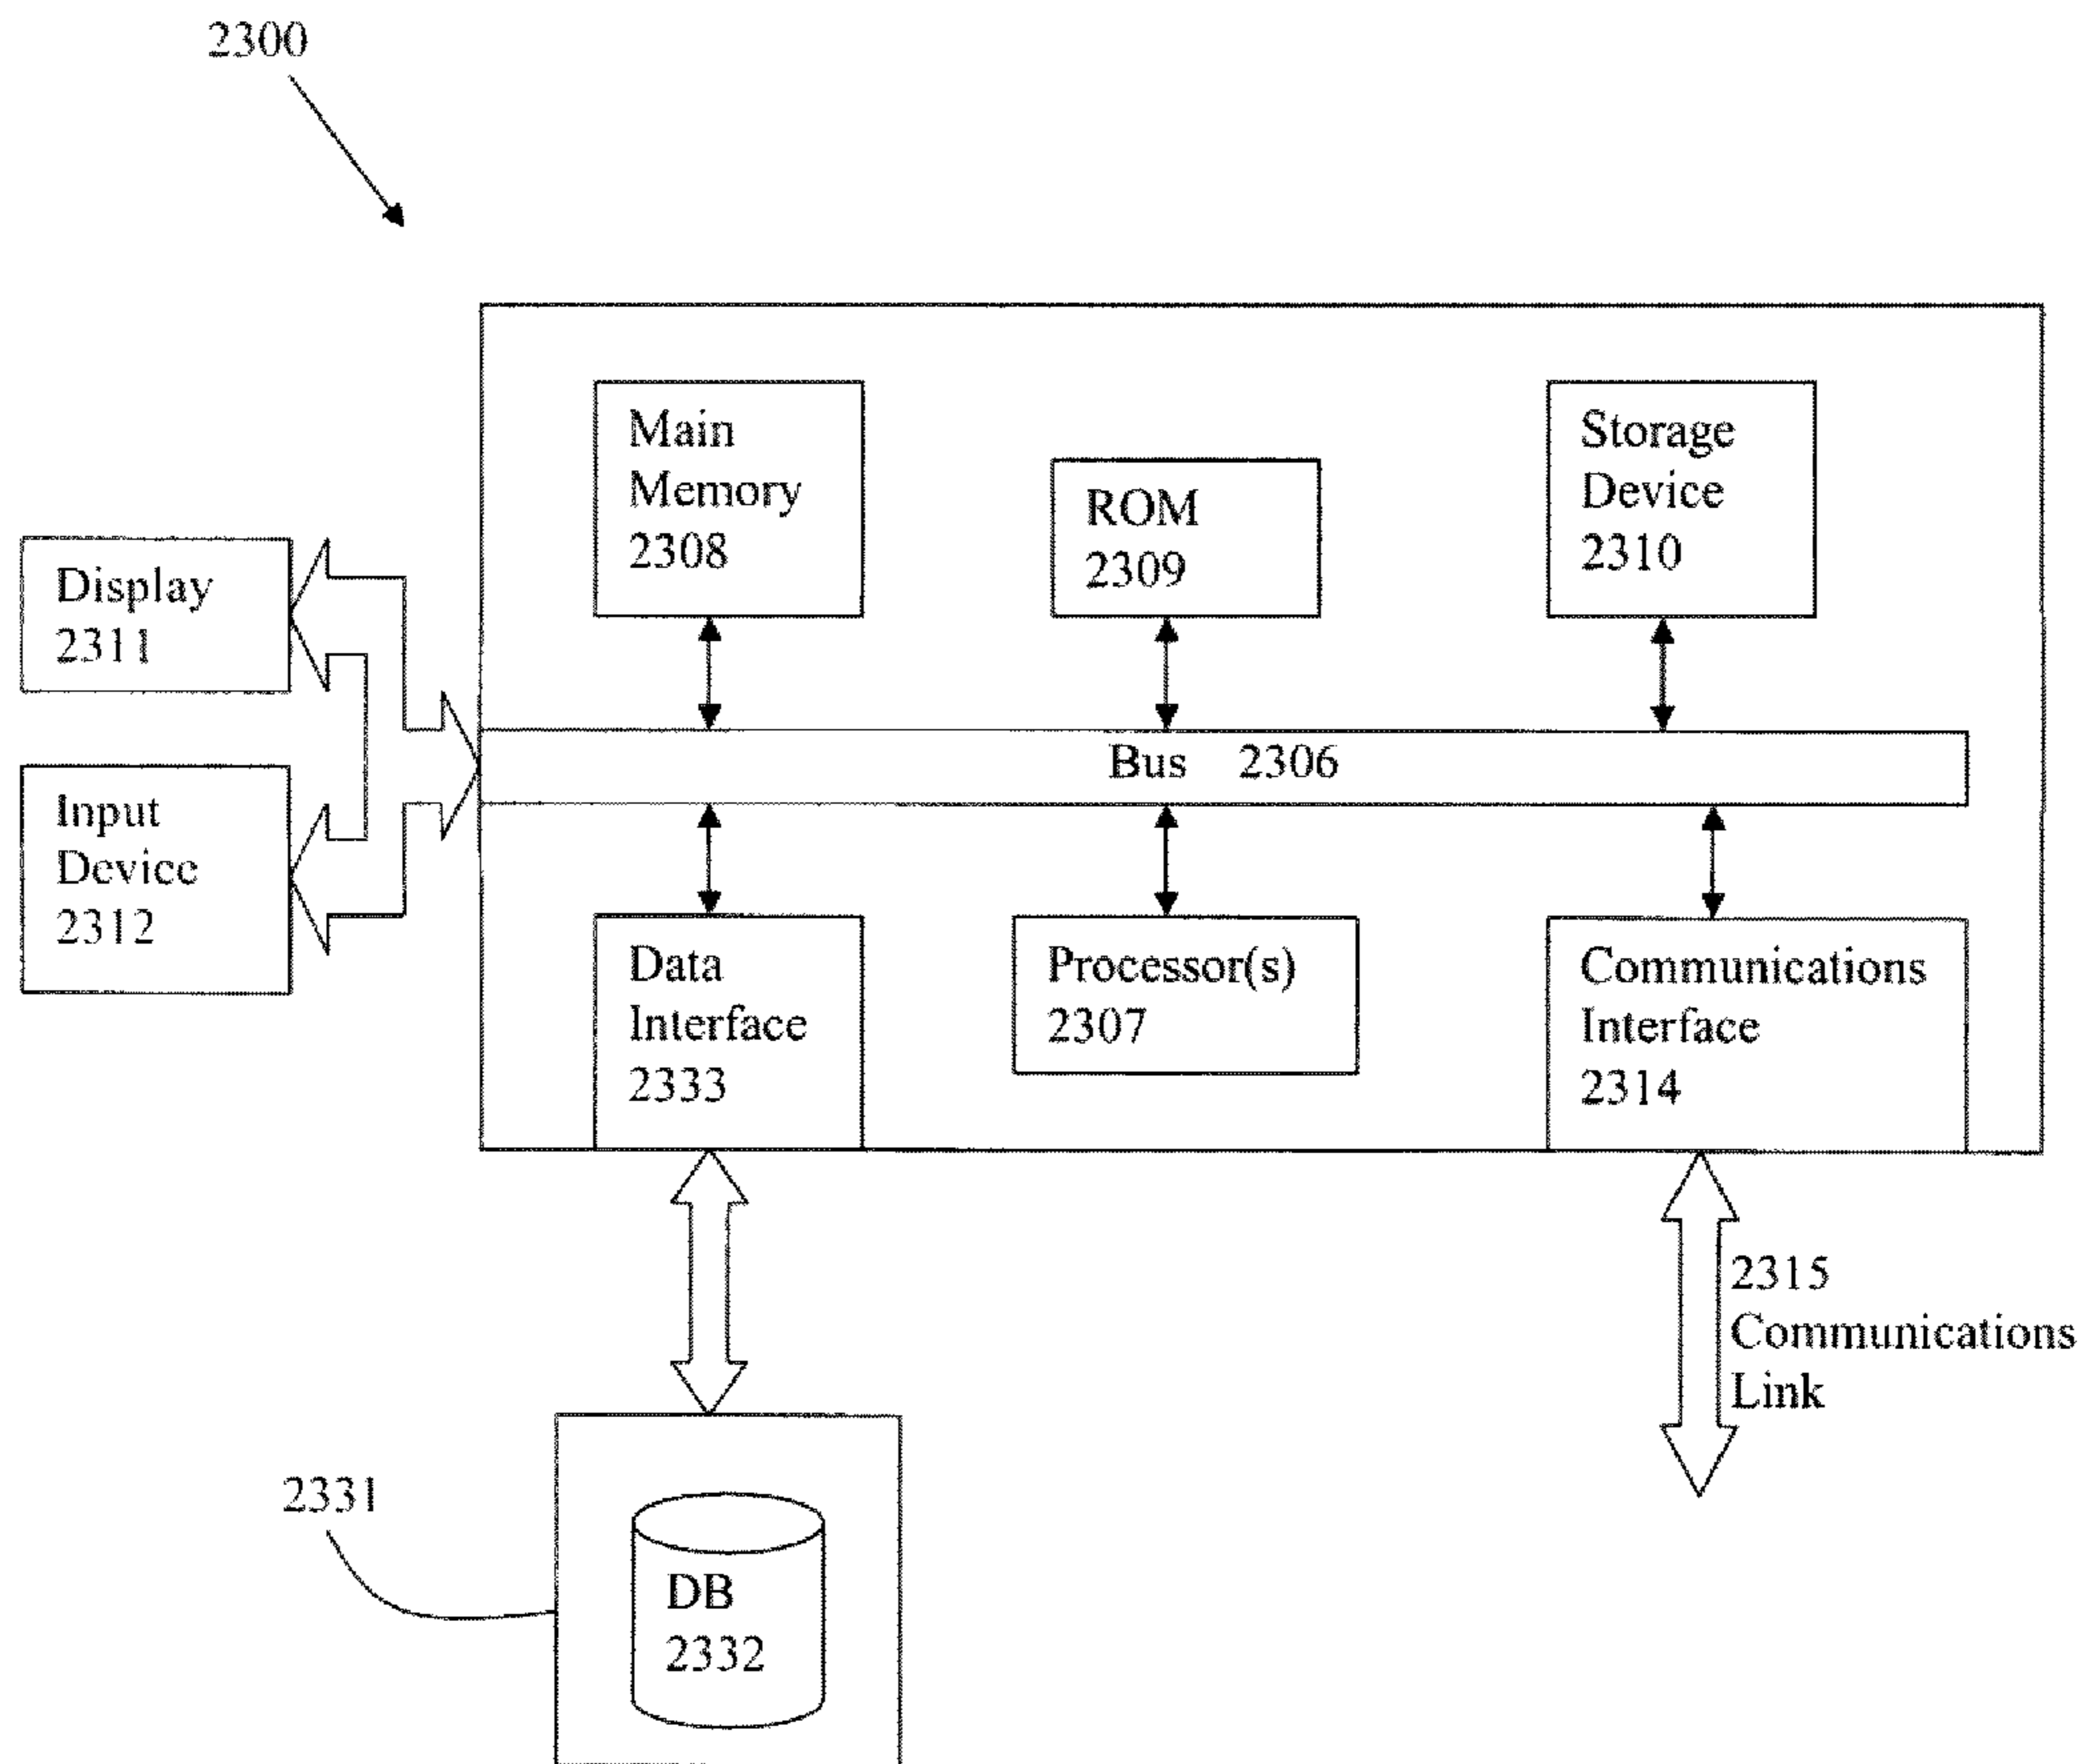 2300
Main
Memory
2308
ROM
2309
Storage
Device
2310
Display
2311
Bus 2306
Input
Device
2312
Data
Interface
2333
Processor(s)
2307
Communications
Interface
2314
2315
Communications
Link
2331
DB
2332